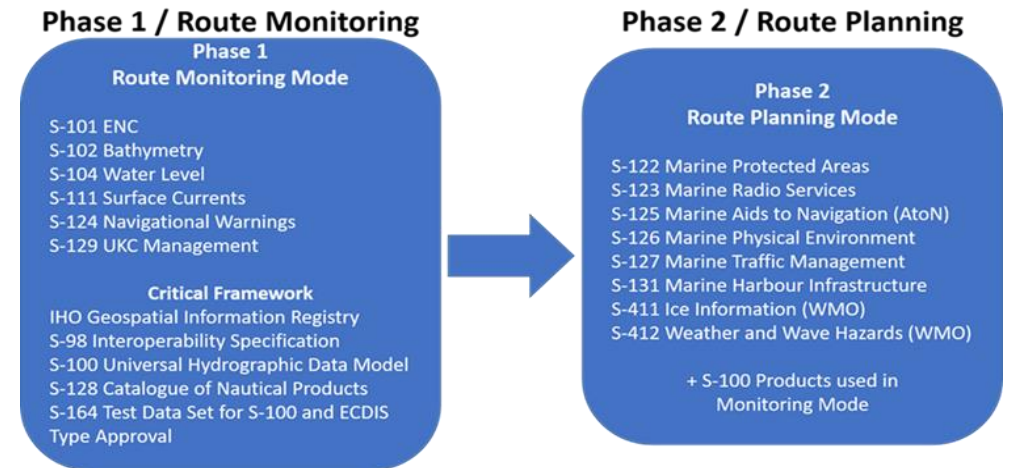 Phase 1 / Route Monitoring
Phase 1
Route Monitoring Mode
S-101 ENC
S-102 Bathymetry
S-104 Water Level
S-111 Surface Currents
S-124 Navigational Warnings
S-129 UKC Management
Critical Framework
IHO Geospatial Information Registry
S-98 Interoperability Specification
S-100 Universal Hydrographic Data Model
S-128 Catalogue of Nautical Products
S-164 Test Data Set for S-100 and ECDIS
Type Approval
Phase 2 / Route Planning
Phase 2
Route Planning Mode
S-122 Marine Protected Areas
S-123 Marine Radio Services
S-125 Marine Aids to Navigation (AtoN)
S-126 Marine Physical Environment
S-127 Marine Traffic Management
S-131 Marine Harbour Infrastructure
S-411 Ice Information (WMO)
S-412 Weather and Wave Hazards (WMO)
+ S-100 Products used in
Monitoring Mode